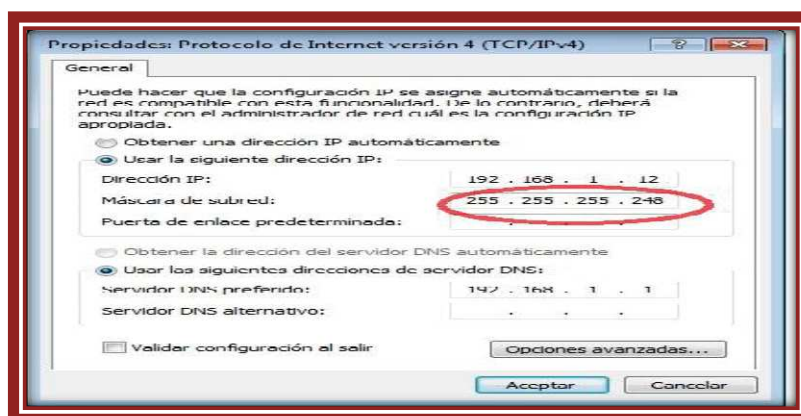 Propiedades: Protocolo de Internet versión 4 (TCP/IPv4)
General
Puede hacer que la configuración IP se asigne automáticamente si la
red es compatible con esta funcionalidad. De lo contrario, deberá
consultar con el administrador de red cuál es la configuración IP
apropiada.
Obtener una dirección IP automáticamente
Usar la siguiente dirección IP:
Dirección IP: 192 . 168 . 1 . 12
Máscara de subred: 255 . 255 . 255 . 248
Puerta de enlace predeterminada: . . .
Obtener la dirección del servidor DNS automáticamente
Usar las siguientes direcciones de servidor DNS:
Servidor DNS preferido: 192 . 168 . 1 . 1
Servidor DNS alternativo: . . .
Validar configuración al salir
Opciones avanzadas...
Aceptar
Cancelar